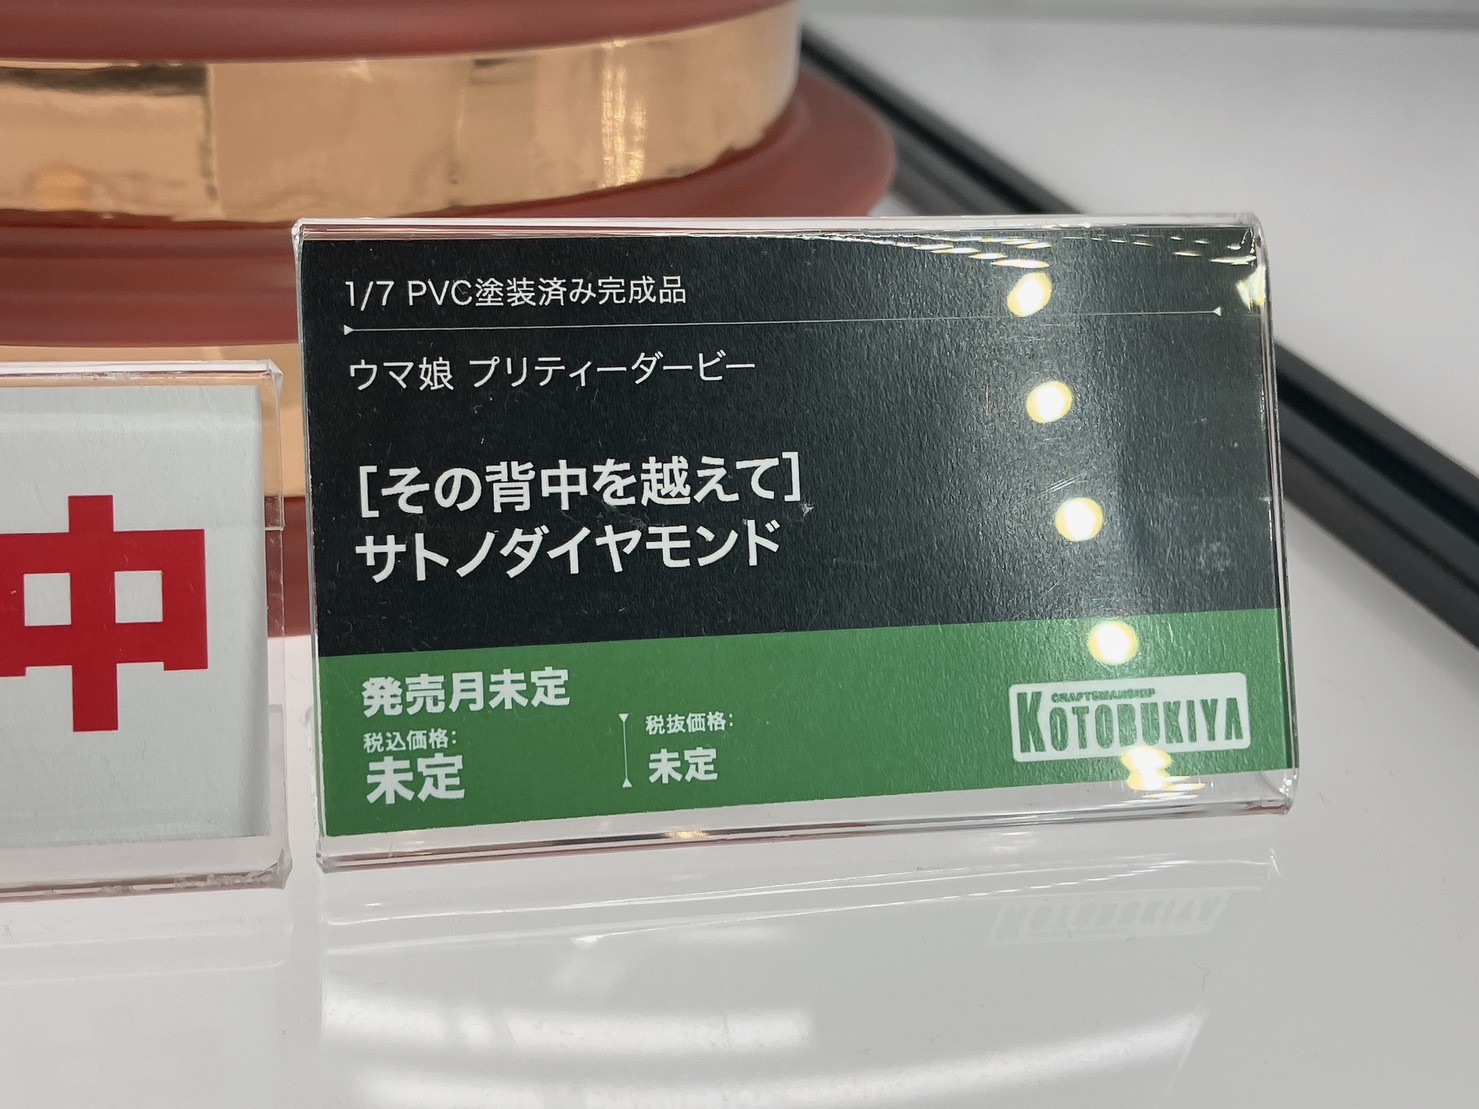 中
1/7 PVC塗装済み完成品
ウマ娘 プリティーダービー
[その背中を越えて]
サトノダイヤモンド
発売月未定
税込価格:
未定
税抜価格:
未定
CRAFTSMANSHIP
KOTOBUKIYA